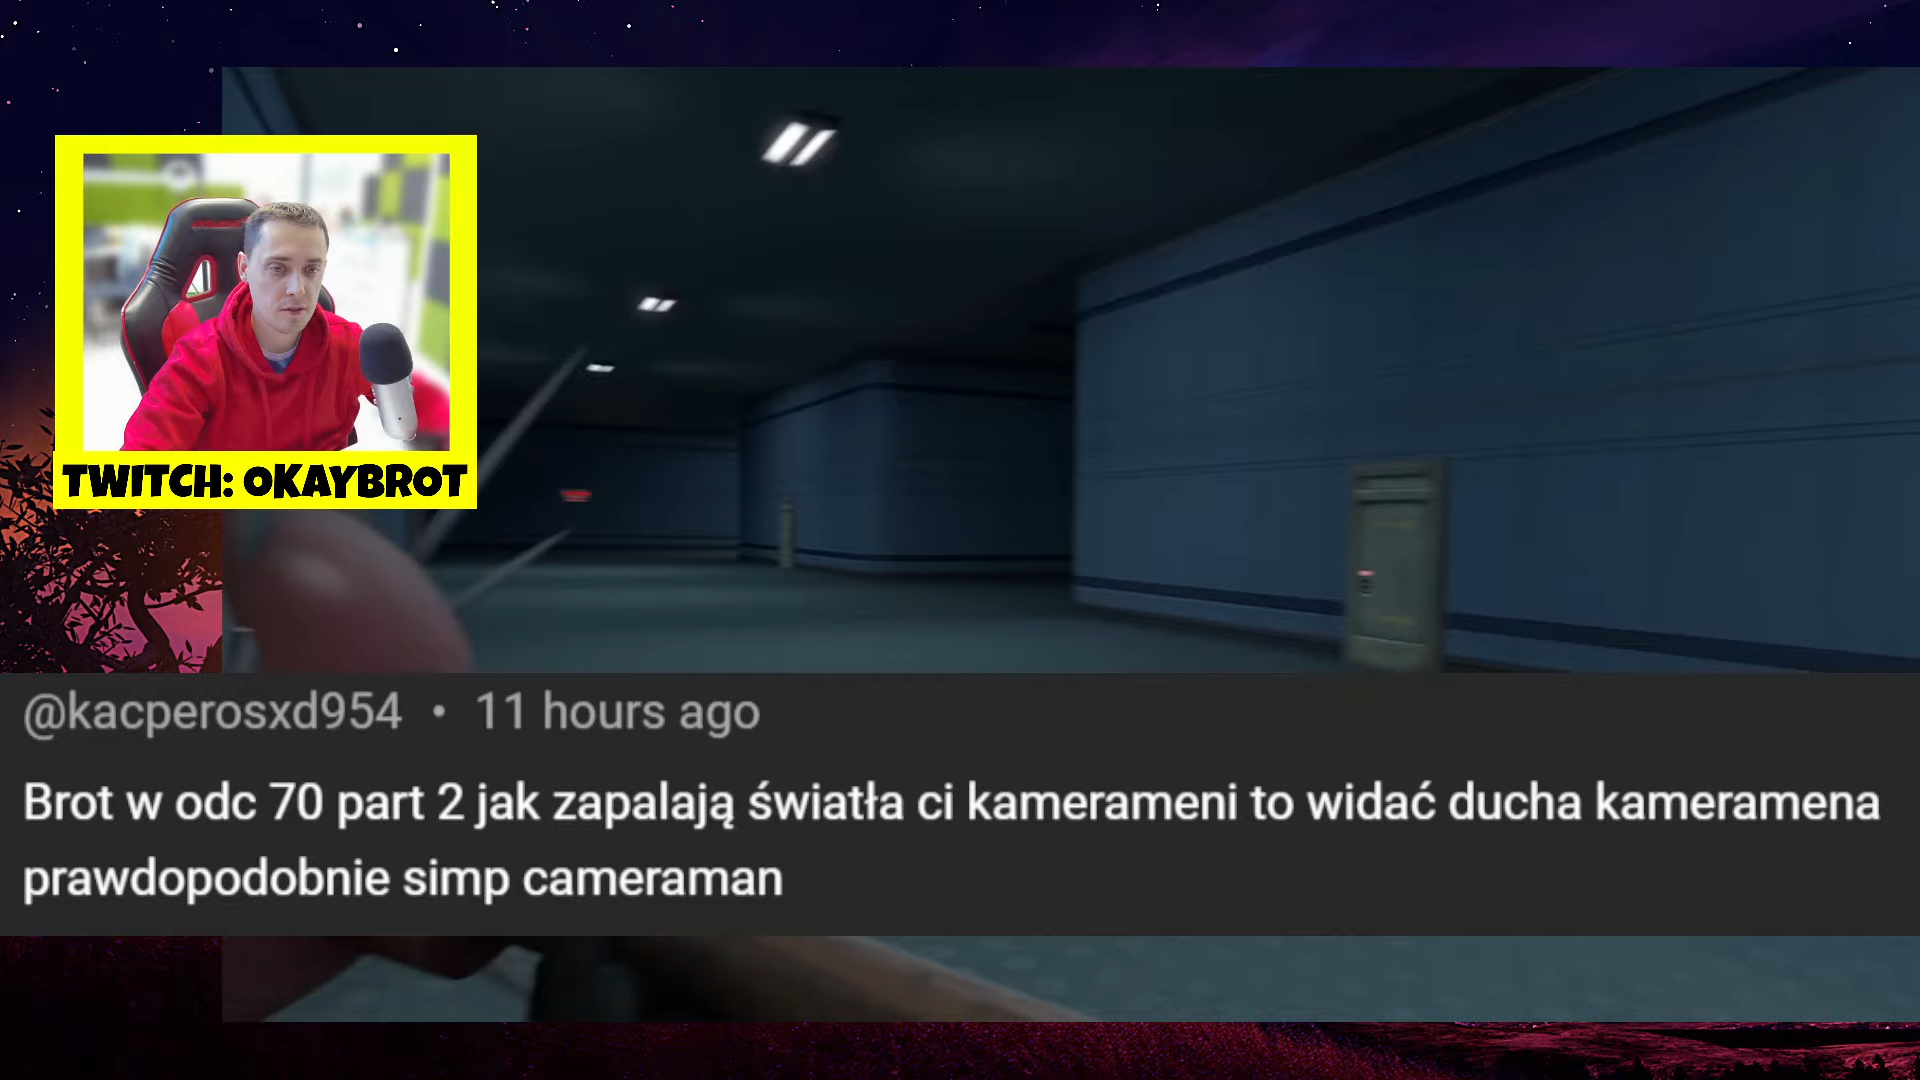 TWITCH: OKAYBROT
@kacperosxd954 • 11 hours ago
Brot w odc 70 part 2 jak zapalają światła ci kamerameni to widać ducha kameramena
prawdopodobnie simp cameraman